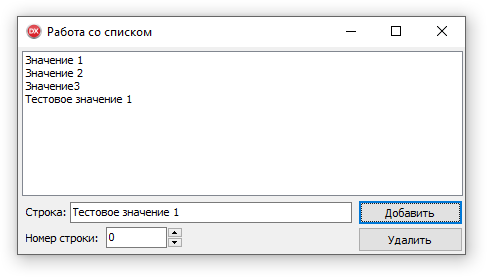 DX Работа со списком
Значение 1
Значение 2
Значение3
Тестовое значение 1
Строка: Тестовое значение 1 Добавить
Номер строки: 0 Удалить